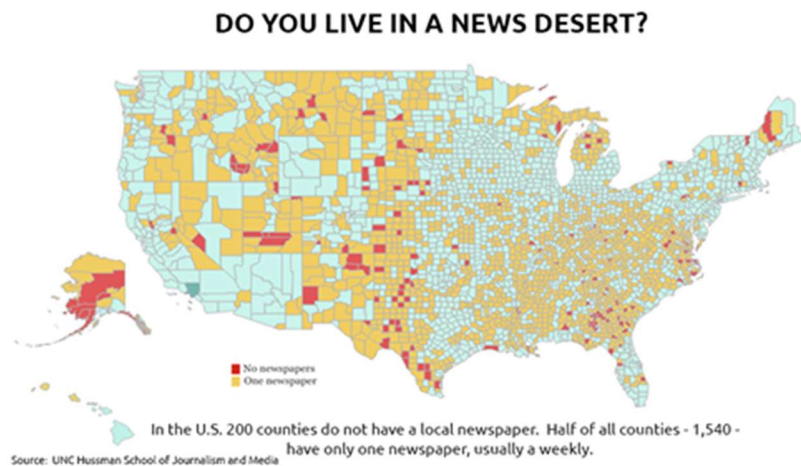 DO YOU LIVE IN A NEWS DESERT?
No newspapers
One newspaper
In the U.S. 200 counties do not have a local newspaper. Half of all counties - 1,540 -
have only one newspaper, usually a weekly.
Source: UNC Hussman School of Journalism and Media